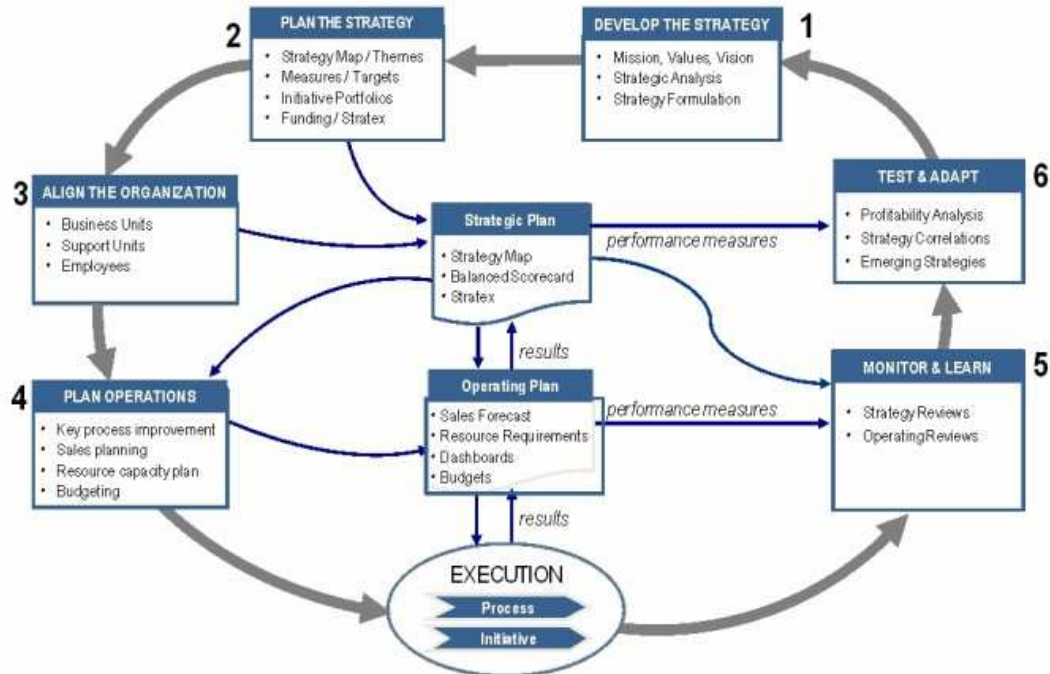 1
DEVELOP THE STRATEGY
• Mission, Values, Vision
• Strategic Analysis
• Strategy Formulation
2
PLAN THE STRATEGY
• Strategy Map / Themes
• Measures / Targets
• Initiative Portfolios
• Funding / Stratex
3
ALIGN THE ORGANIZATION
• Business Units
• Support Units
• Employees
4
PLAN OPERATIONS
• Key process improvement
• Sales planning
• Resource capacity plan
• Budgeting
Strategic Plan
• Strategy Map
• Balanced Scorecard
• Stratex
performance measures
results
Operating Plan
• Sales Forecast
• Resource Requirements
• Dashboards
• Budgets
performance measures
results
EXECUTION
Process
Initiative
5
MONITOR & LEARN
• Strategy Reviews
• Operating Reviews
6
TEST & ADAPT
• Profitability Analysis
• Strategy Correlations
• Emerging Strategies